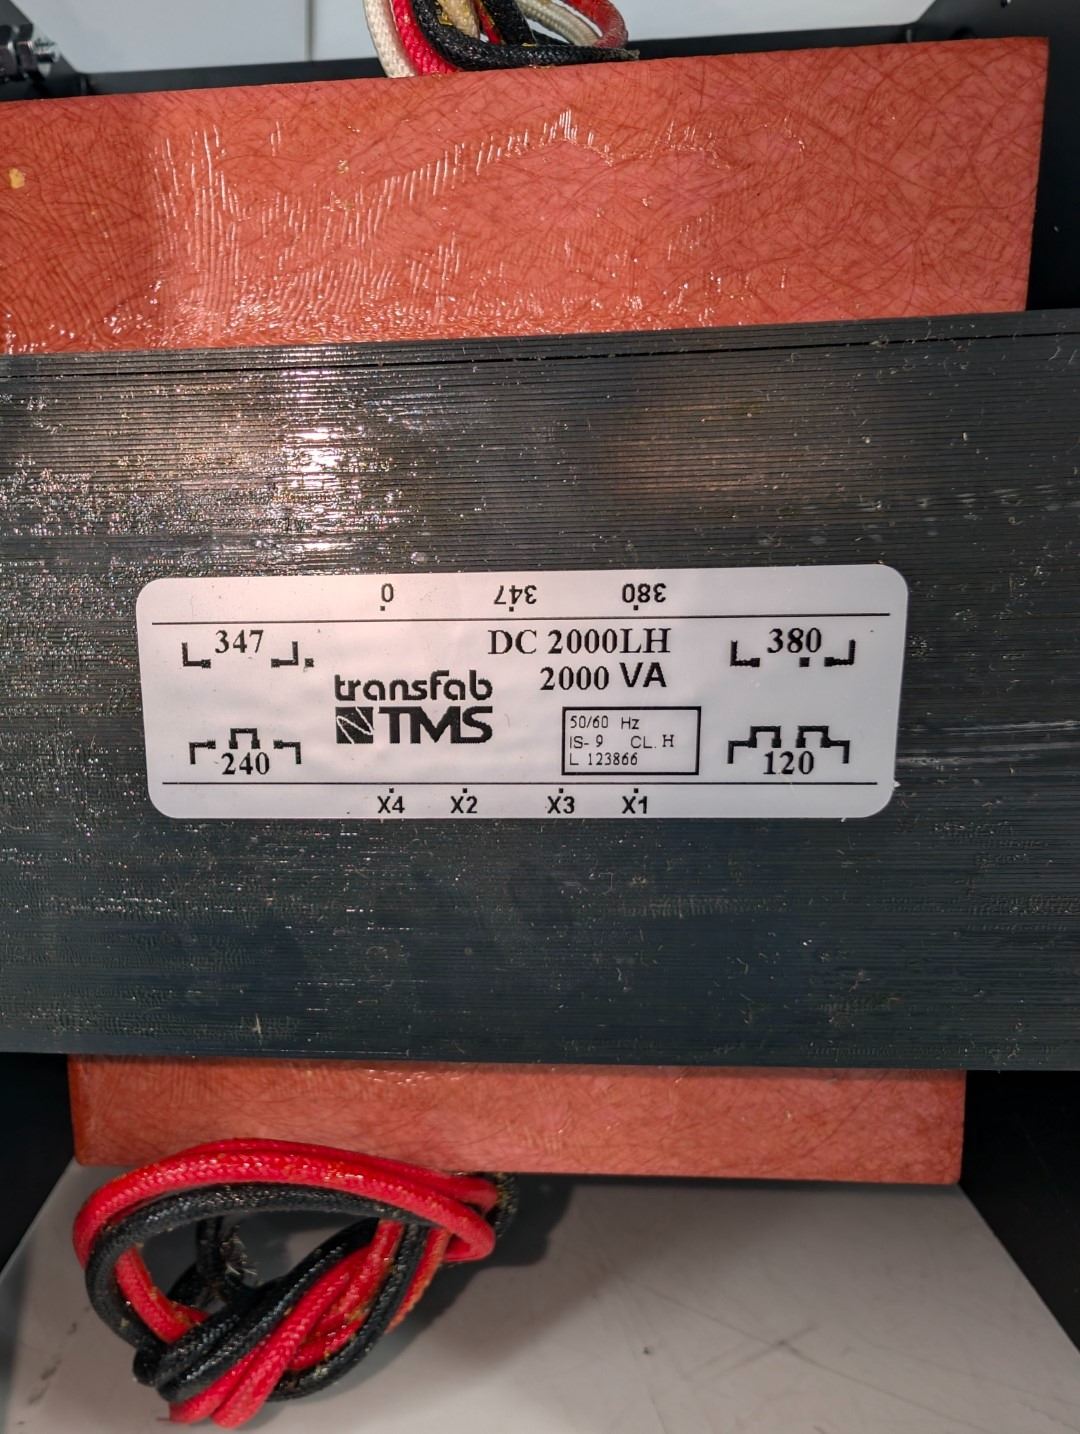 0 347 380
347 DC 2000LH 380
transfab 2000 VA
TMS
50/60 Hz
IS- 9 CL. H
L 123866
240 120
X4 X2 X3 X1